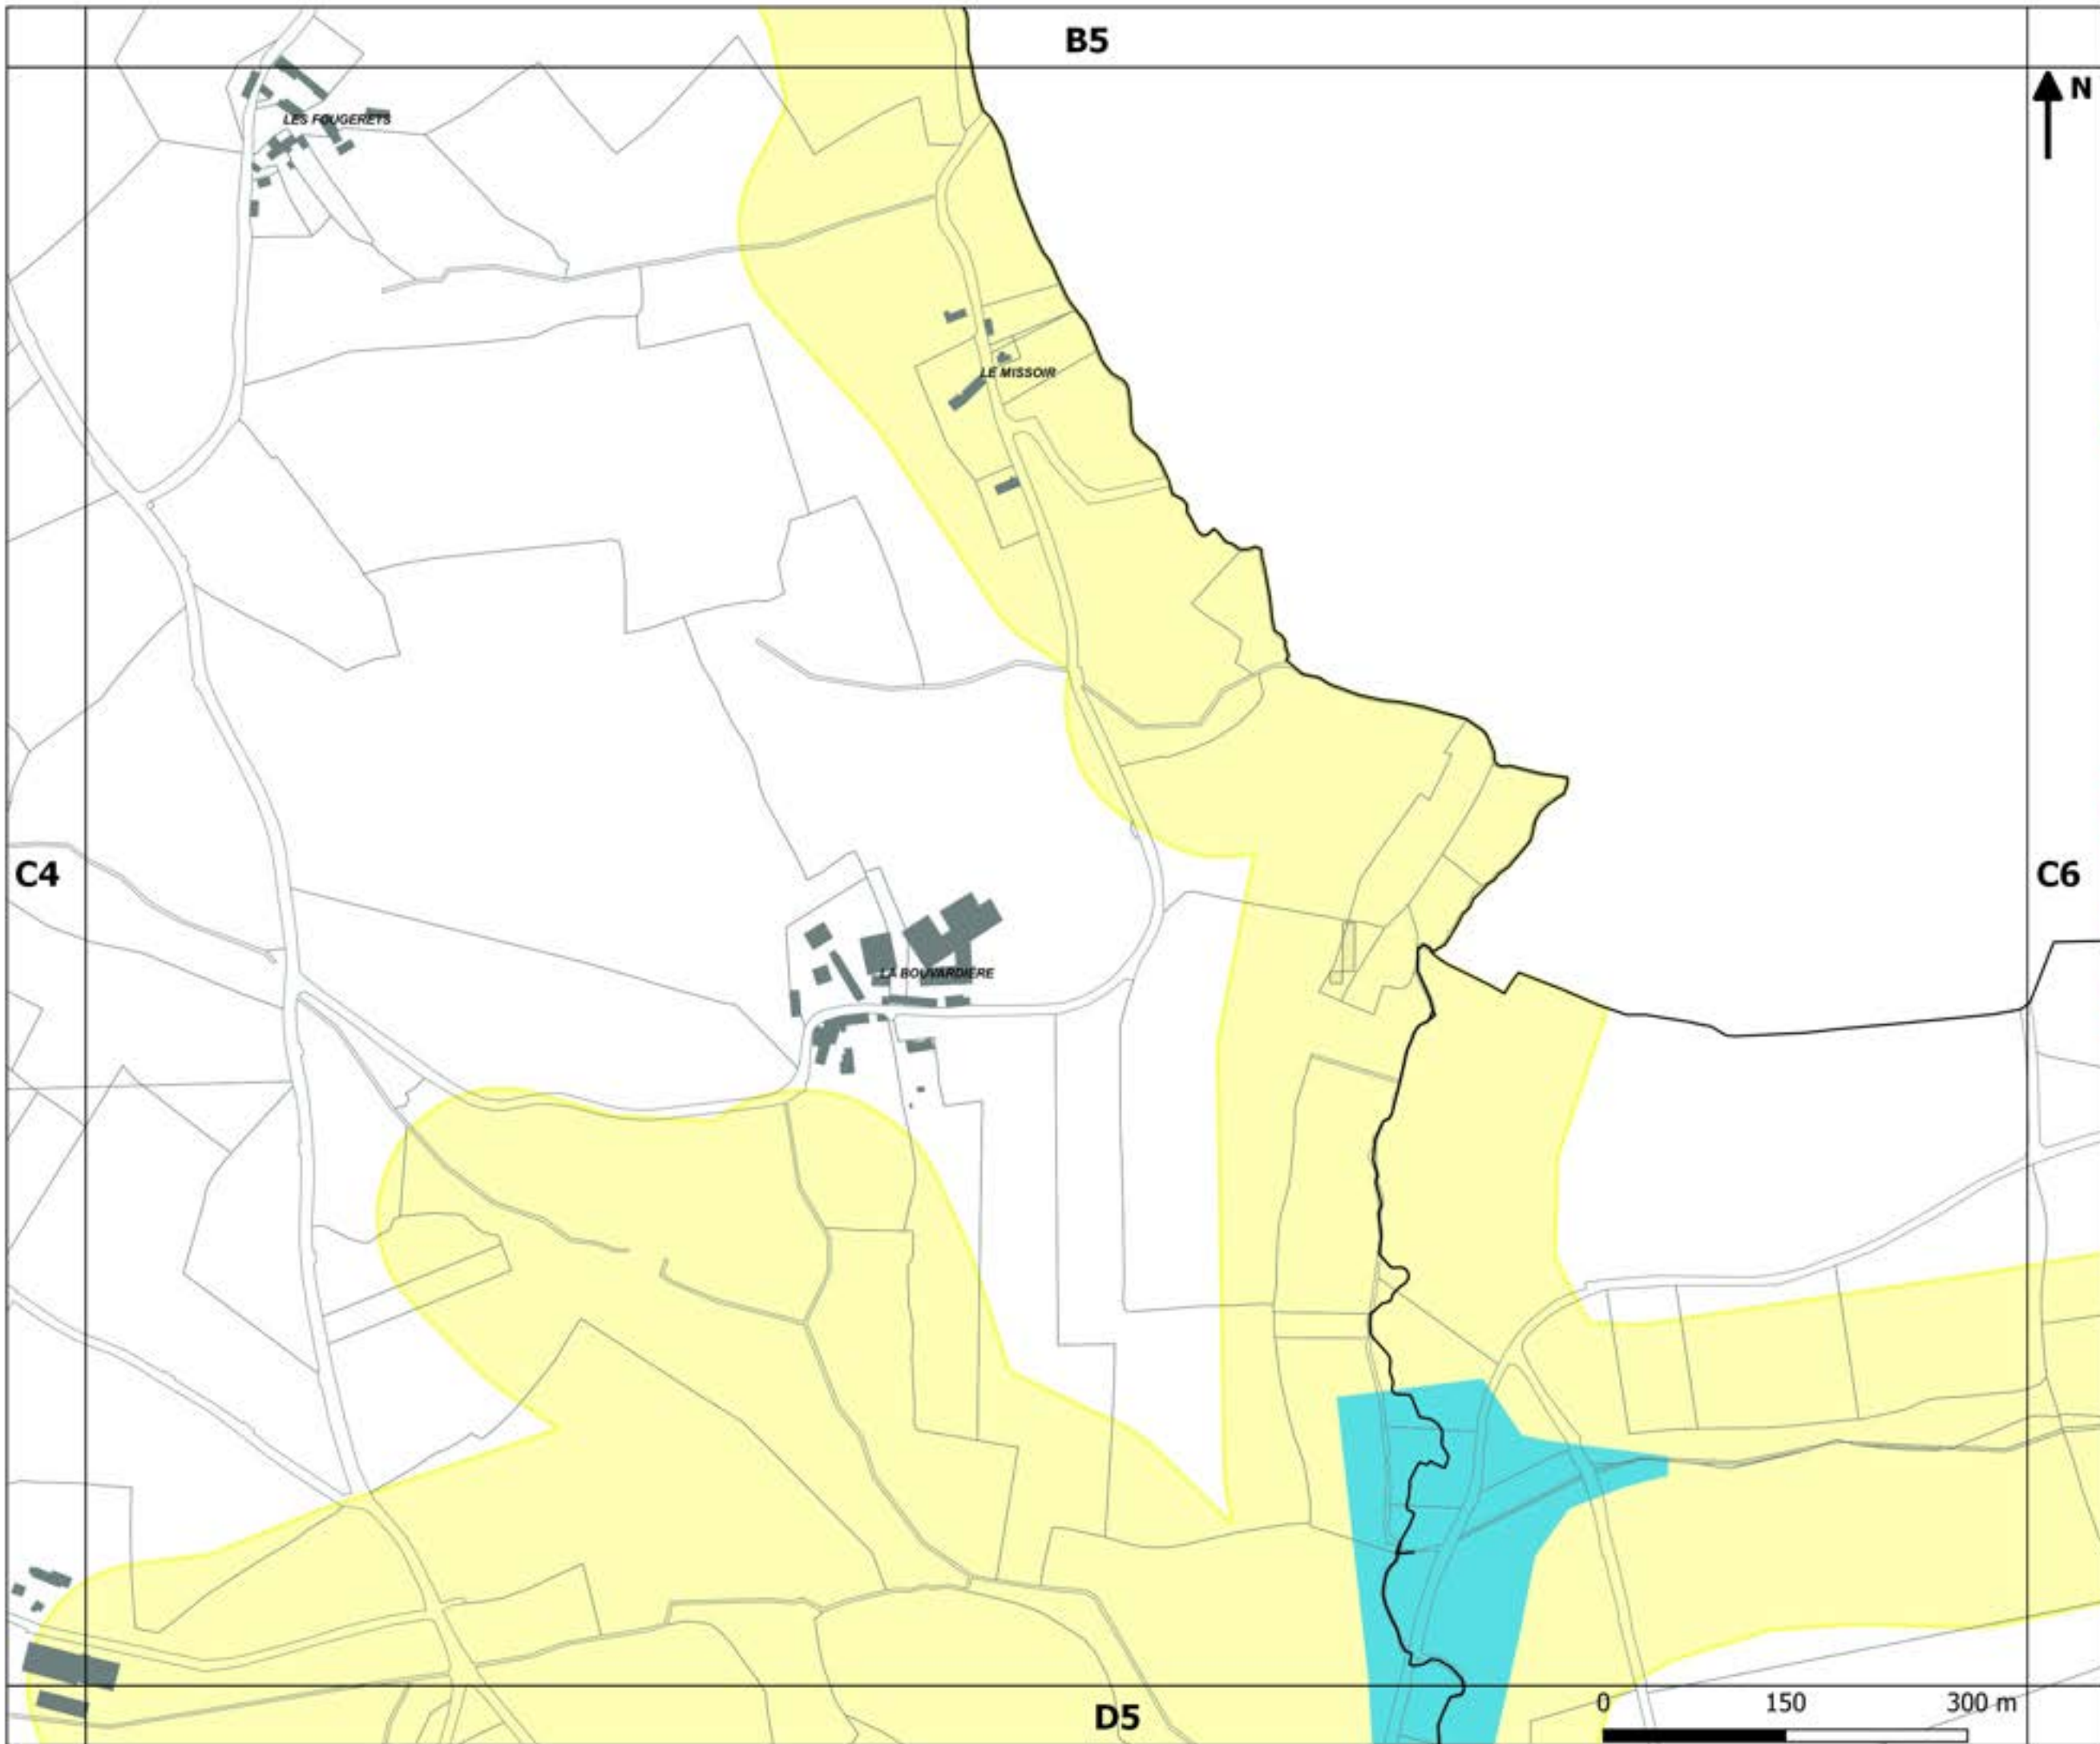 B5
N
LES FOUGERETS
LE MISSOIR
C4
C6
LA BOUVARDIERE
0 150 300 m
D5